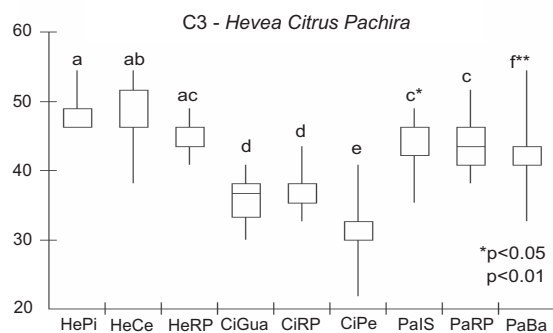 C3 - Hevea Citrus Pachira
60
50
40
30
20
a
ab
ac
d
d
e
c*
c
f**
*p<0.05
p<0.01
HePi HeCe HeRP CiGua CiRP CiPe PaIS PaRP PaBa